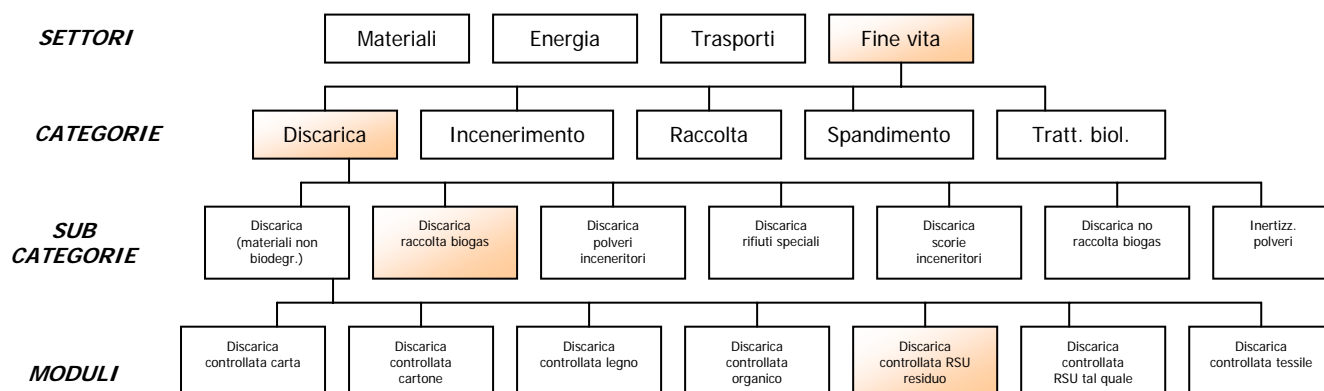 SETTORI
Materiali
Energia
Trasporti
Fine vita
CATEGORIE
Discarica
Incenerimento
Raccolta
Spandimento
Tratt. biol.
SUB
CATEGORIE
Discarica
(materiali non
biodegr.)
Discarica
raccolta biogas
Discarica
polveri
inceneritori
Discarica
rifiuti speciali
Discarica
scorie
inceneritori
Discarica no
raccolta biogas
Inertizz.
polveri
MODULI
Discarica
controllata carta
Discarica
controllata
cartone
Discarica
controllata legno
Discarica
controllata
organico
Discarica
controllata RSU
residuo
Discarica
controllata
RSU tal quale
Discarica
controllata tessile